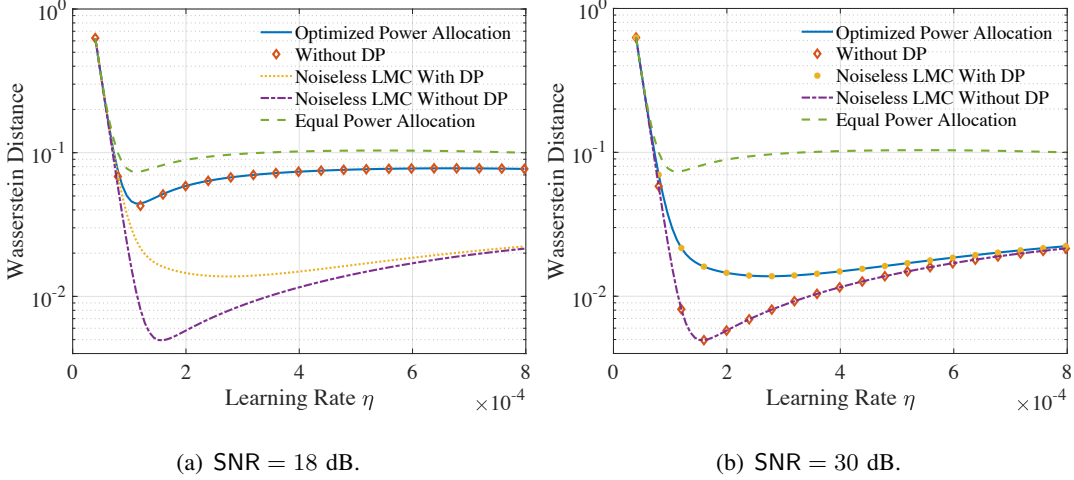 10^0
Optimized Power Allocation
Without DP
Noiseless LMC With DP
Noiseless LMC Without DP
Equal Power Allocation
10^-1
10^-2
Wasserstein Distance
0 2 4 6 8
Learning Rate η
×10^-4
(a) SNR = 18 dB.
10^0
Optimized Power Allocation
Without DP
Noiseless LMC With DP
Noiseless LMC Without DP
Equal Power Allocation
10^-1
10^-2
Wasserstein Distance
0 2 4 6 8
Learning Rate η
×10^-4
(b) SNR = 30 dB.